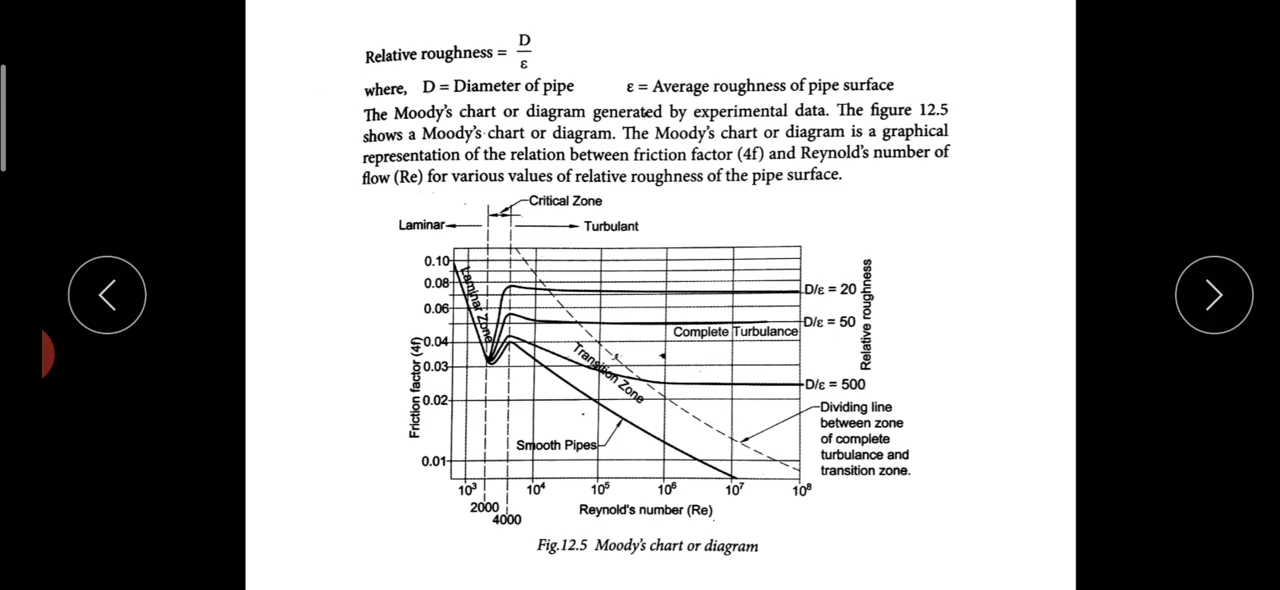 Relative roughness = D
ε
where, D = Diameter of pipe ε = Average roughness of pipe surface
The Moody's chart or diagram generated by experimental data. The figure 12.5
shows a Moody's chart or diagram. The Moody's chart or diagram is a graphical
representation of the relation between friction factor (4f) and Reynold's number of
flow (Re) for various values of relative roughness of the pipe surface.
Critical Zone
Laminar
Turbulant
0.10
0.08
0.06
0.04
0.03
0.02
0.01
Friction factor (4f)
Laminar Zone
Transition Zone
Complete Turbulance
Smooth Pipes
D/ε = 20
D/ε = 50
D/ε = 500
Relative roughness
Dividing line
between zone
of complete
turbulance and
transition zone.
10³ 10⁴ 10⁵ 10⁶ 10⁷ 10⁸
2000
4000
Reynold's number (Re)
Fig.12.5 Moody's chart or diagram